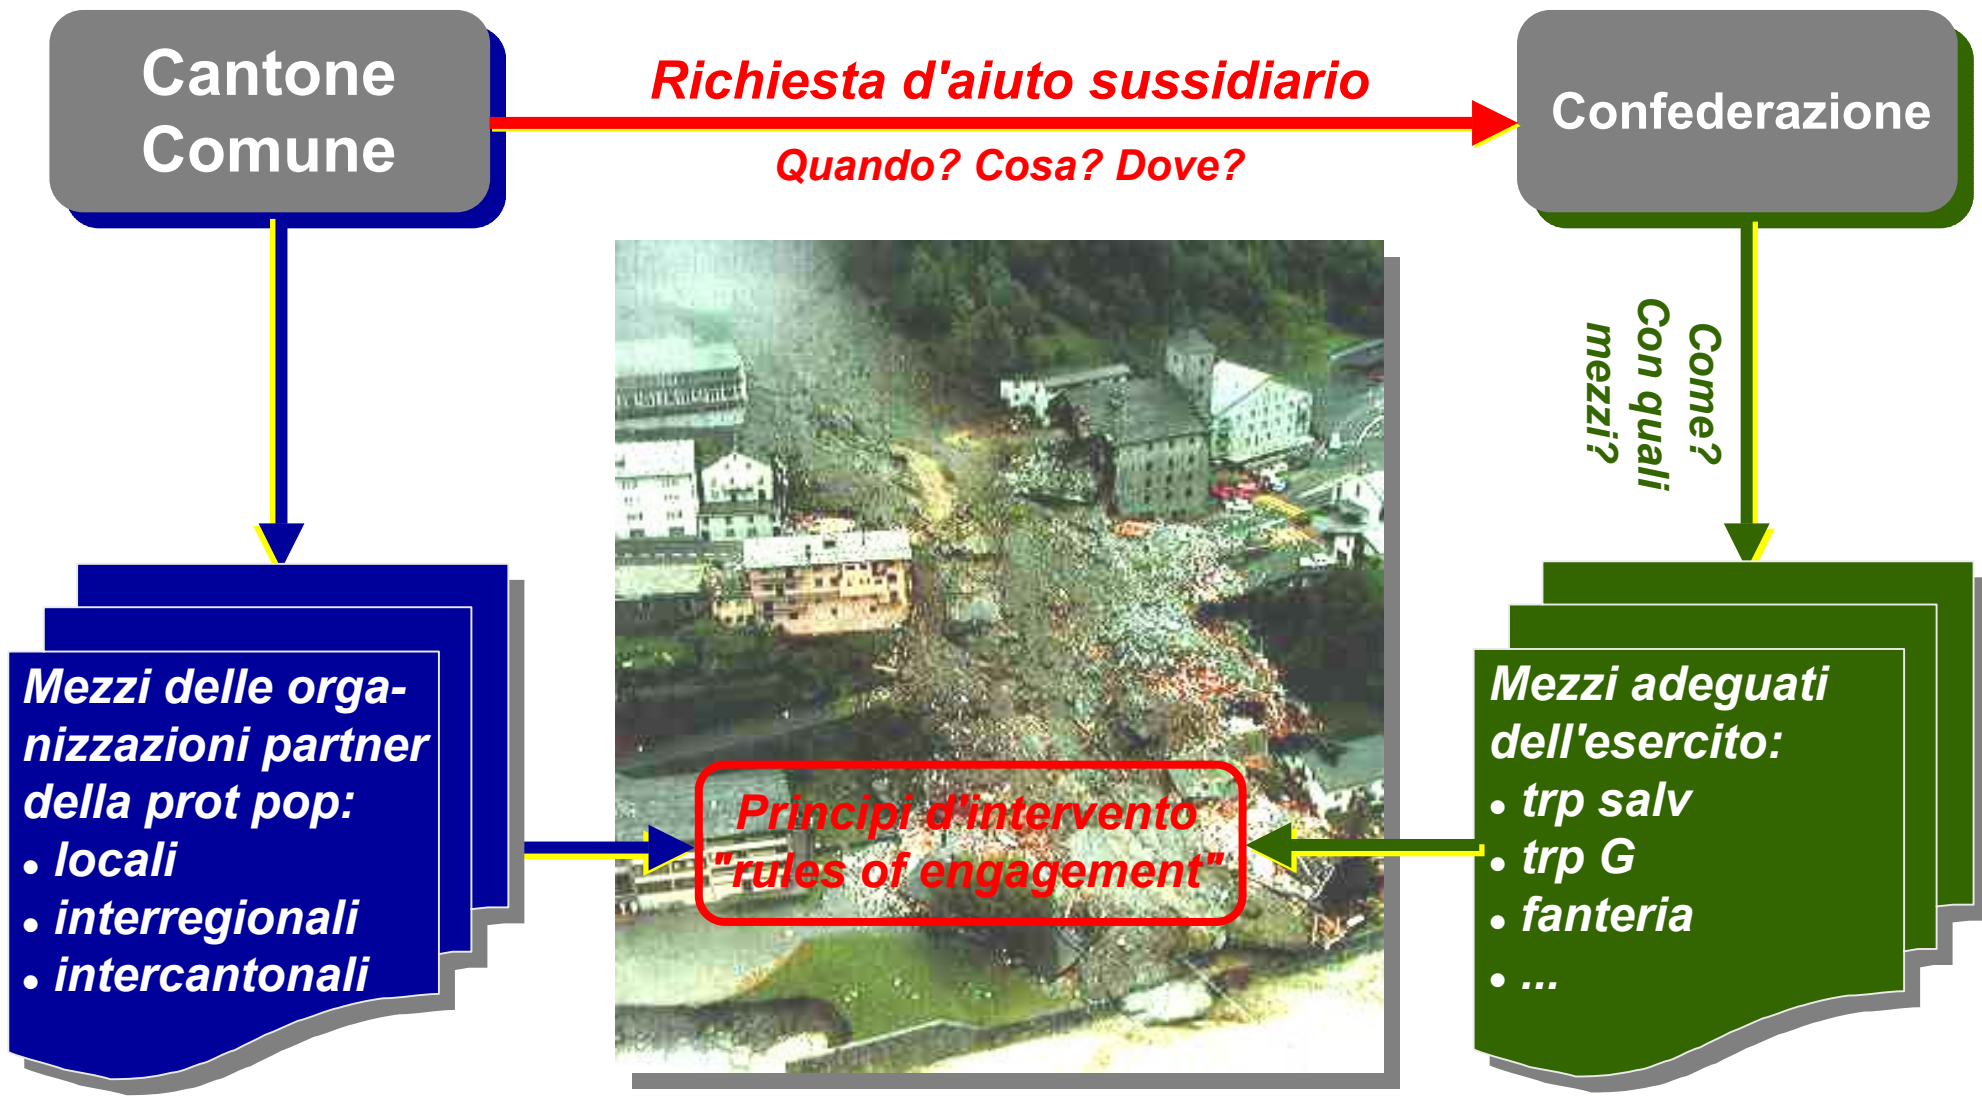 Cantone
Comune
Richiesta d'aiuto sussidiario
Quando? Cosa? Dove?
Confederazione
Come?
Con quali
mezzi?
Mezzi delle orga-
nizzazioni partner
della prot pop:
• locali
• interregionali
• intercantonali
Principi d'intervento
"rules of engagement"
Mezzi adeguati
dell'esercito:
• trp salv
• trp G
• fanteria
• ...